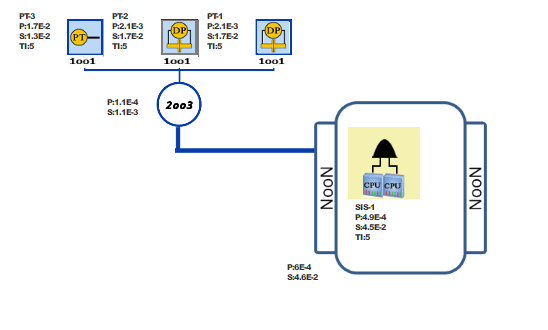 PT-3
P:1.7E-2
S:1.3E-2
TI:5
PT
1oo1
PT-2
P:2.1E-3
S:1.7E-2
TI:5
DP
1oo1
PT-1
P:2.1E-3
S:1.7E-2
TI:5
DP
1oo1
P:1.1E-4
S:1.1E-3
2oo3
NooN
CPU CPU
SIS-1
P:4.9E-4
S:4.5E-2
TI:5
NooN
P:6E-4
S:4.6E-2